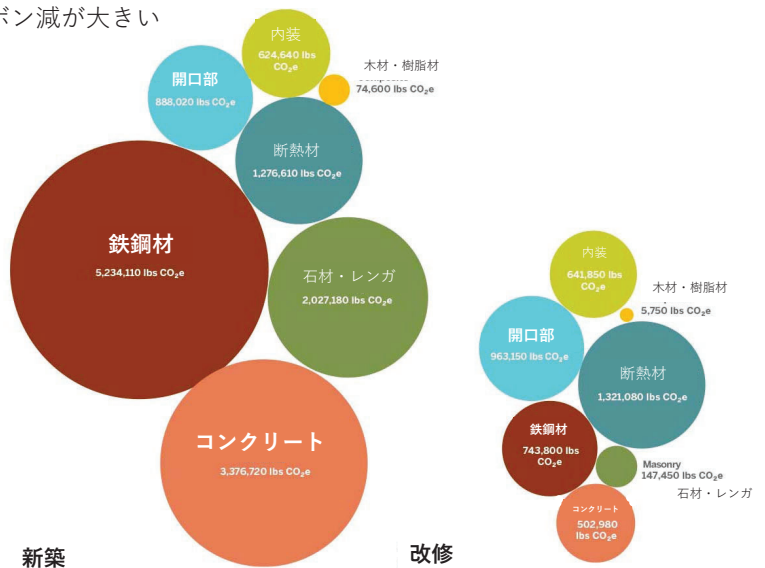 ボン減が大きい
内装
624,640 lbs
CO₂e
木材・樹脂材
74,600 lbs CO₂e
開口部
888,020 lbs CO₂e
断熱材
1,276,610 lbs CO₂e
鉄鋼材
5,234,110 lbs CO₂e
石材・レンガ
2,027,180 lbs CO₂e
コンクリート
3,376,720 lbs CO₂e
新築
内装
641,850 lbs
CO₂e
木材・樹脂材
5,750 lbs CO₂e
開口部
963,150 lbs CO₂e
断熱材
1,321,080 lbs CO₂e
鉄鋼材
743,800 lbs
CO₂e
Masonry
147,450 lbs CO₂e
石材・レンガ
コンクリート
502,980
lbs CO₂e
改修